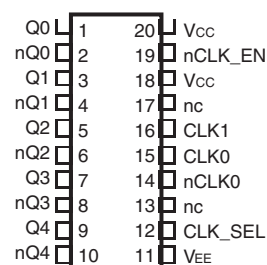 Q0 1 20 Vcc
nQ0 2 19 nCLK_EN
Q1 3 18 Vcc
nQ1 4 17 nc
Q2 5 16 CLK1
nQ2 6 15 CLK0
Q3 7 14 nCLK0
nQ3 8 13 nc
Q4 9 12 CLK_SEL
nQ4 10 11 VEE